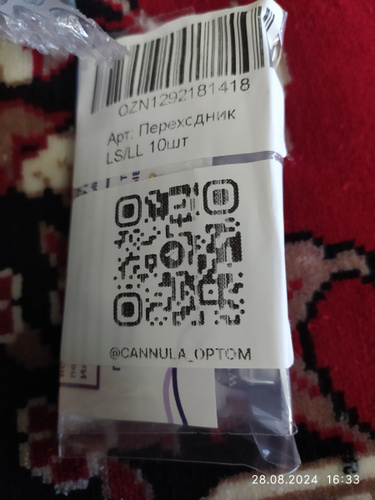 OZN1292181418
Арт: Перехсдник
LS/LL 10шт
@CANNULA_OPTOM
28.08.2024 16:33